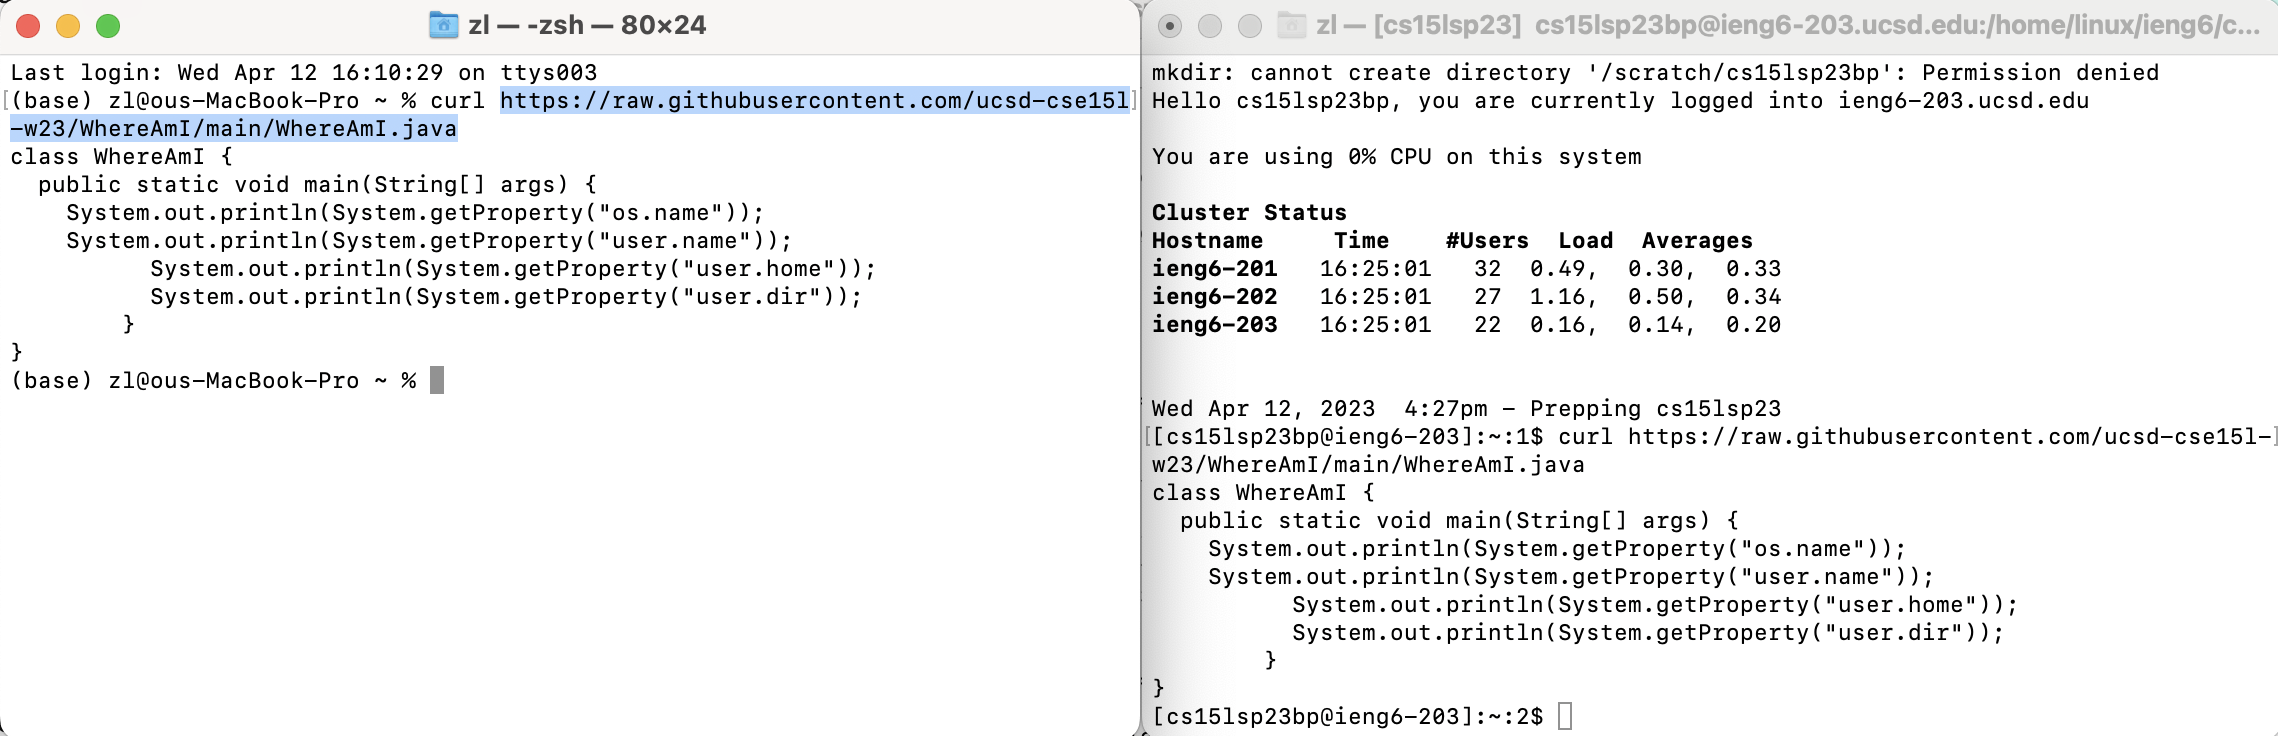 zl — -zsh — 80×24
Last login: Wed Apr 12 16:10:29 on ttys003
(base) zl@ous-MacBook-Pro ~ % curl https://raw.githubusercontent.com/ucsd-cse15l
-w23/WhereAmI/main/WhereAmI.java
class WhereAmI {
  public static void main(String[] args) {
    System.out.println(System.getProperty("os.name"));
    System.out.println(System.getProperty("user.name"));
          System.out.println(System.getProperty("user.home"));
          System.out.println(System.getProperty("user.dir"));
        }
}
(base) zl@ous-MacBook-Pro ~ %
zl — [cs15lsp23] cs15lsp23bp@ieng6-203.ucsd.edu:/home/linux/ieng6/c...
mkdir: cannot create directory '/scratch/cs15lsp23bp': Permission denied
Hello cs15lsp23bp, you are currently logged into ieng6-203.ucsd.edu
You are using 0% CPU on this system
Cluster Status
Hostname     Time    #Users  Load  Averages
ieng6-201   16:25:01   32  0.49,  0.30,  0.33
ieng6-202   16:25:01   27  1.16,  0.50,  0.34
ieng6-203   16:25:01   22  0.16,  0.14,  0.20
Wed Apr 12, 2023  4:27pm - Prepping cs15lsp23
[cs15lsp23bp@ieng6-203]:~:1$ curl https://raw.githubusercontent.com/ucsd-cse15l-
w23/WhereAmI/main/WhereAmI.java
class WhereAmI {
  public static void main(String[] args) {
    System.out.println(System.getProperty("os.name"));
    System.out.println(System.getProperty("user.name"));
          System.out.println(System.getProperty("user.home"));
          System.out.println(System.getProperty("user.dir"));
        }
}
[cs15lsp23bp@ieng6-203]:~:2$